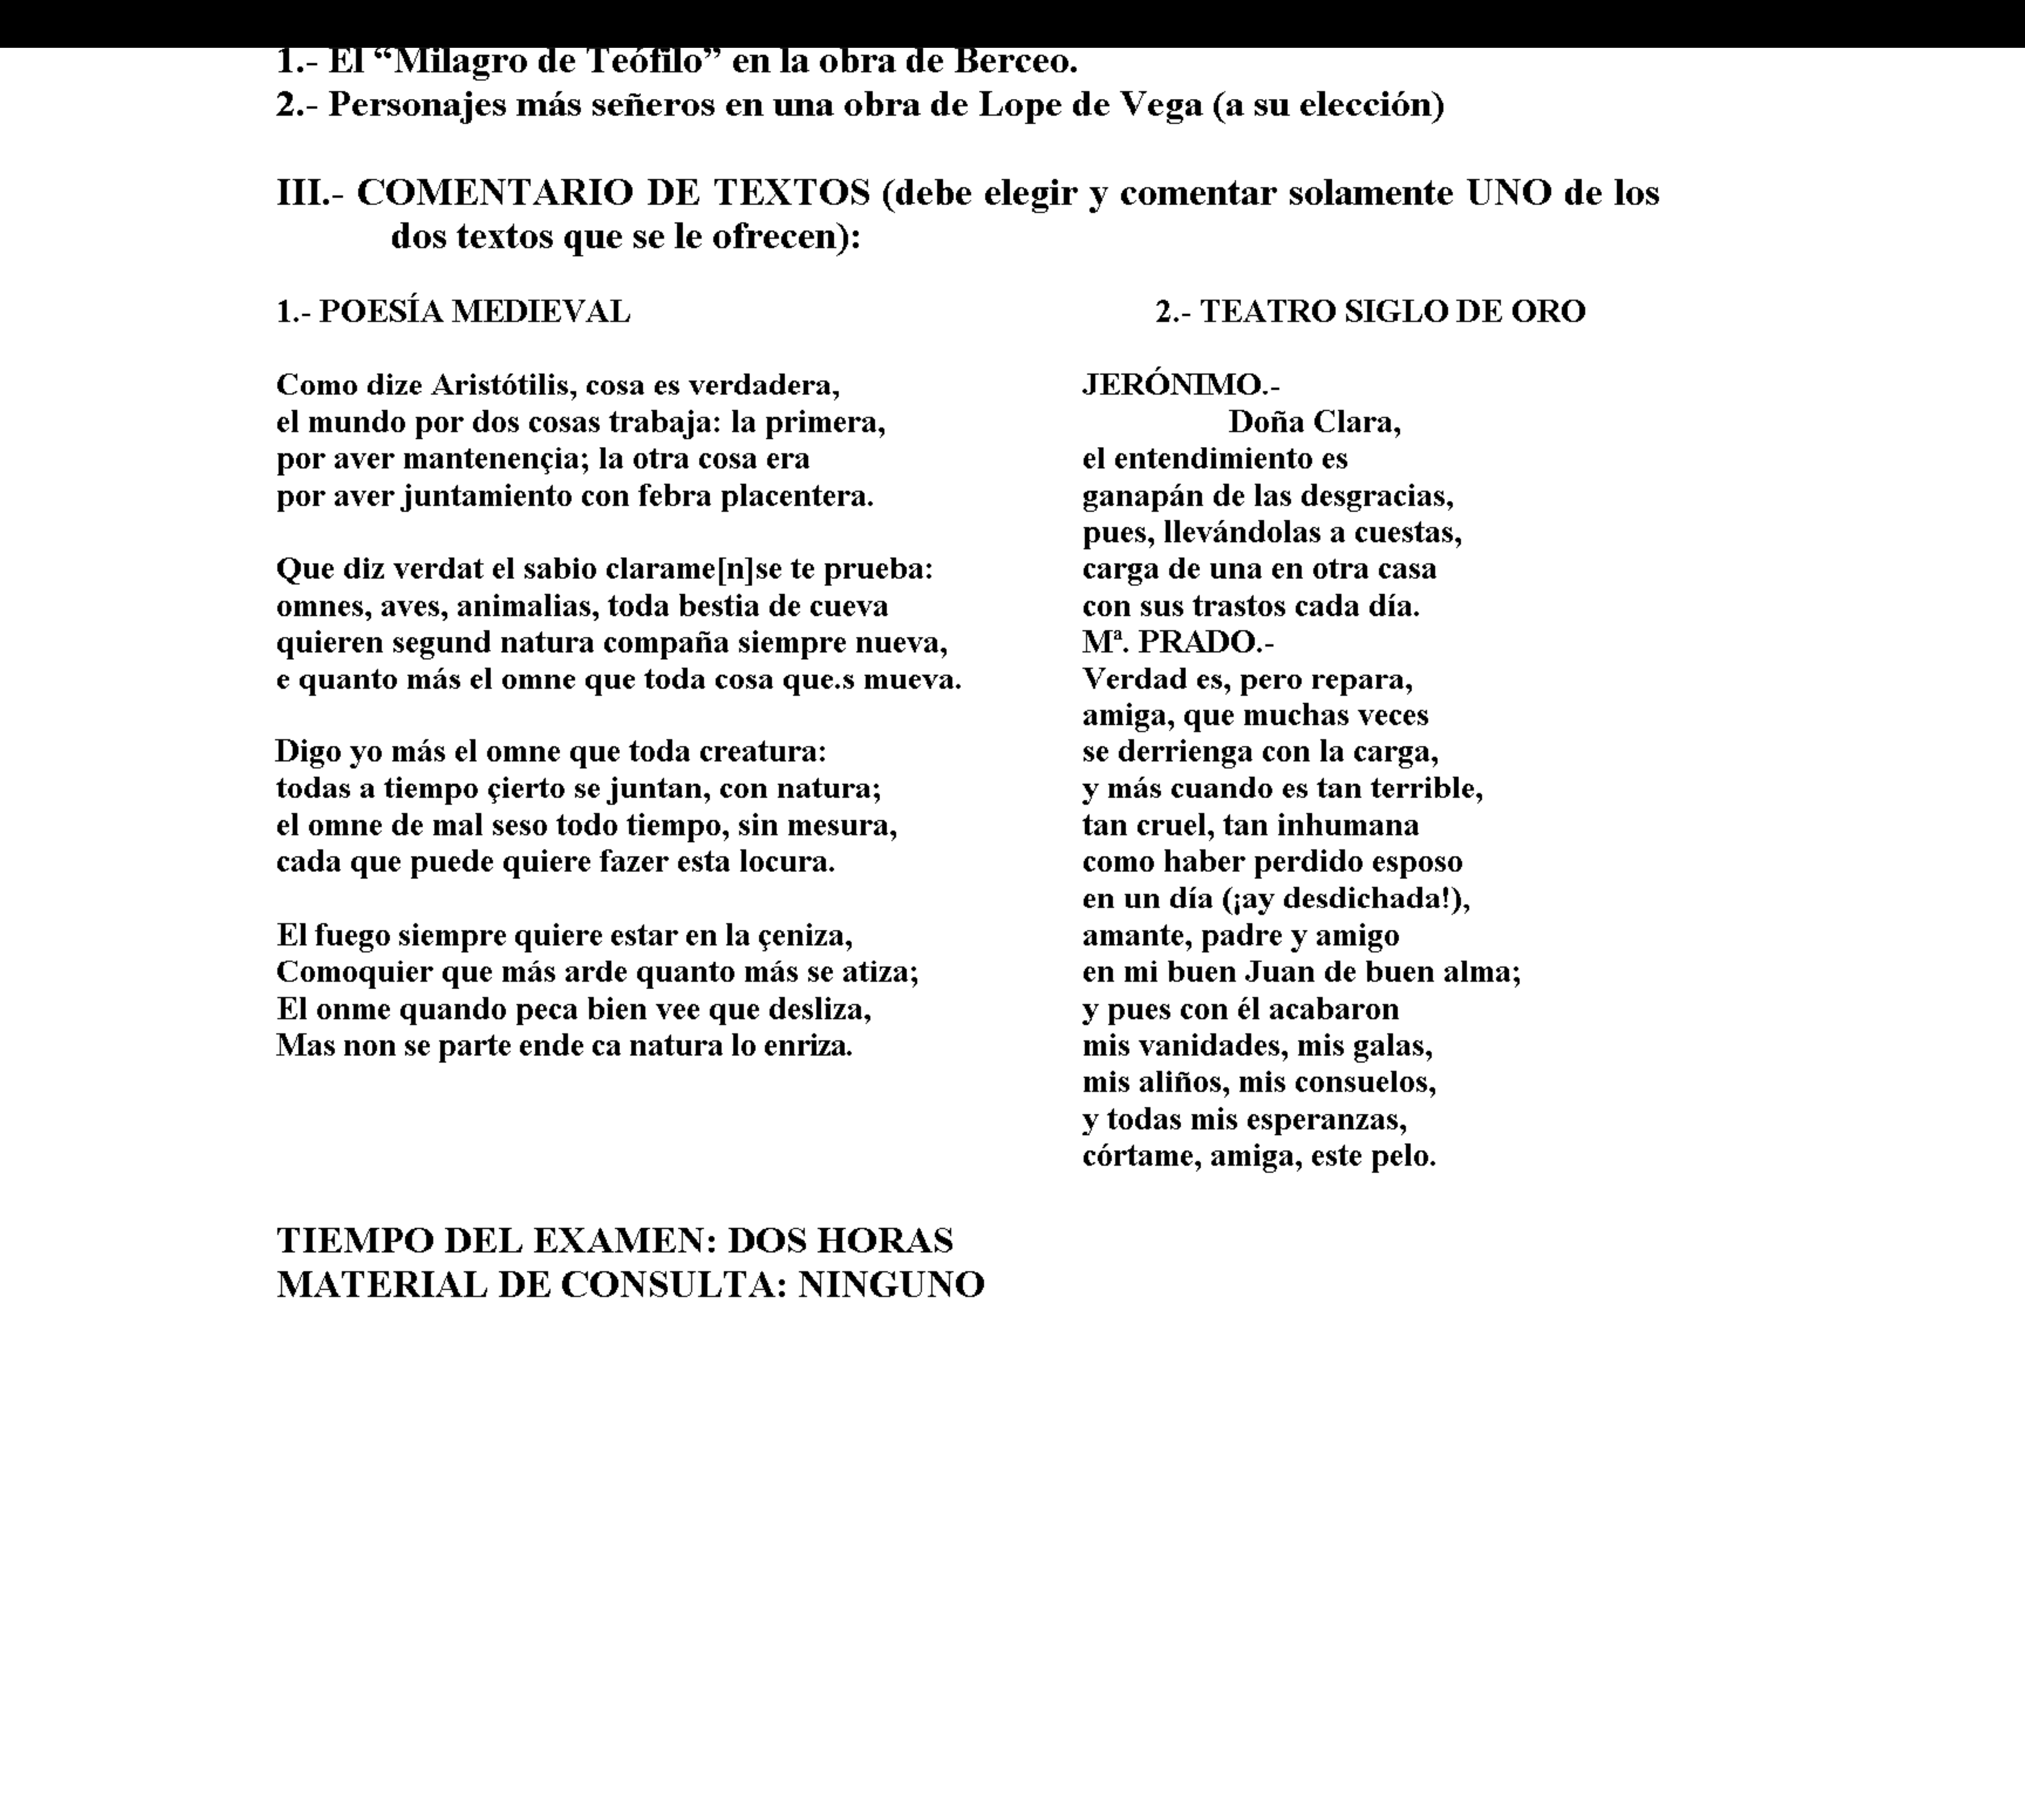 1.- El “Milagro de Teófilo” en la obra de Berceo.
2.- Personajes más señeros en una obra de Lope de Vega (a su elección)
III.- COMENTARIO DE TEXTOS (debe elegir y comentar solamente UNO de los
dos textos que se le ofrecen):
1.- POESÍA MEDIEVAL
Como dize Aristótilis, cosa es verdadera,
el mundo por dos cosas trabaja: la primera,
por aver mantenençia; la otra cosa era
por aver juntamiento con febra placentera.
Que diz verdat el sabio clarame[n]se te prueba:
omnes, aves, animalias, toda bestia de cueva
quieren segund natura compaña siempre nueva,
e quanto más el omne que toda cosa que.s mueva.
Digo yo más el omne que toda creatura:
todas a tiempo çierto se juntan, con natura;
el omne de mal seso todo tiempo, sin mesura,
cada que puede quiere fazer esta locura.
El fuego siempre quiere estar en la çeniza,
Comoquier que más arde quanto más se atiza;
El onme quando peca bien vee que desliza,
Mas non se parte ende ca natura lo enriza.
2.- TEATRO SIGLO DE ORO
JERÓNIMO.-
Doña Clara,
el entendimiento es
ganapán de las desgracias,
pues, llevándolas a cuestas,
carga de una en otra casa
con sus trastos cada día.
Mª. PRADO.-
Verdad es, pero repara,
amiga, que muchas veces
se derrienga con la carga,
y más cuando es tan terrible,
tan cruel, tan inhumana
como haber perdido esposo
en un día (¡ay desdichada!),
amante, padre y amigo
en mi buen Juan de buen alma;
y pues con él acabaron
mis vanidades, mis galas,
mis aliños, mis consuelos,
y todas mis esperanzas,
córtame, amiga, este pelo.
TIEMPO DEL EXAMEN: DOS HORAS
MATERIAL DE CONSULTA: NINGUNO